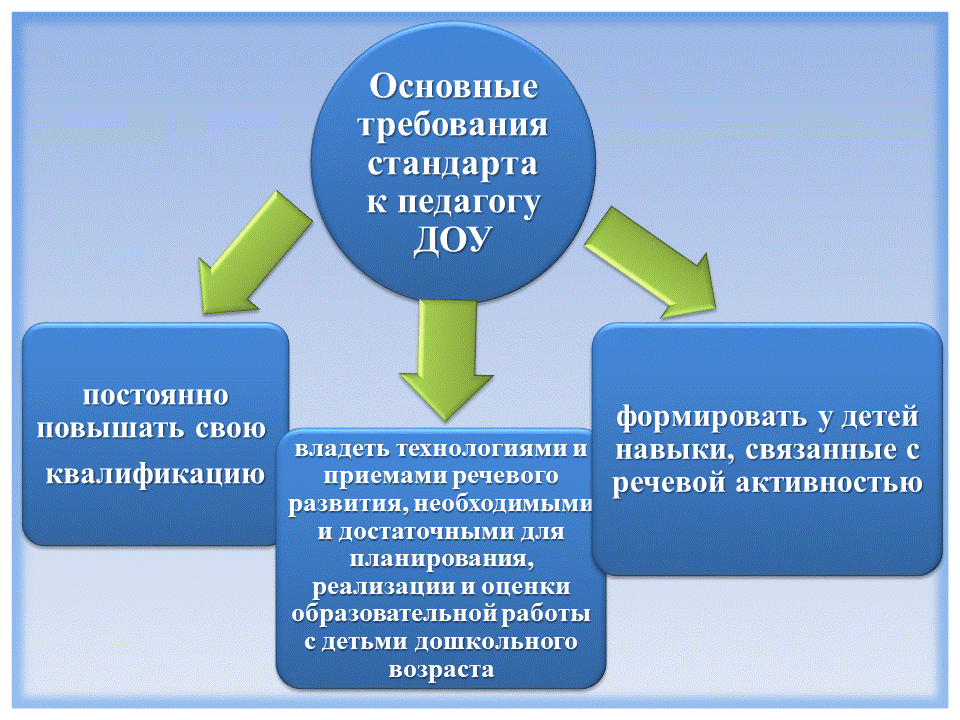 Основные
требования
стандарта
к педагогу
ДОУ
постоянно
повышать свою
квалификацию
владеть технологиями и
приемами речевого
развития, необходимыми
и достаточными для
планирования,
реализации и оценки
образовательной работы
с детьми дошкольного
возраста
формировать у детей
навыки, связанные с
речевой активностью